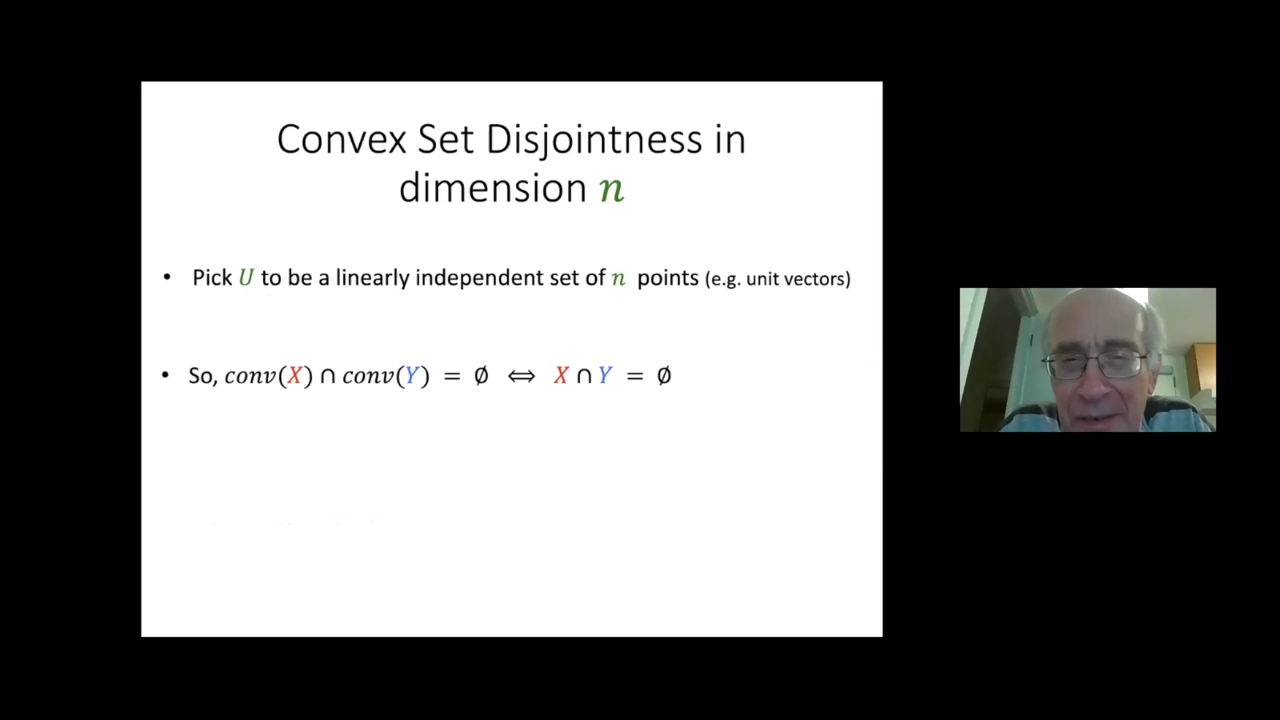 Convex Set Disjointness in
dimension n
• Pick U to be a linearly independent set of n points (e.g. unit vectors)
• So, conv(X) ∩ conv(Y) = ∅ ⟺ X ∩ Y = ∅